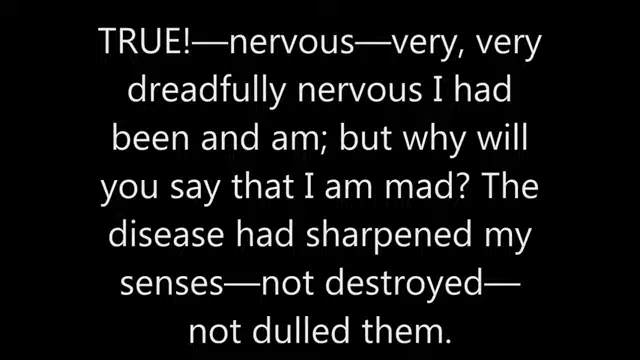 TRUE!—nervous—very, very
dreadfully nervous I had
been and am; but why will
you say that I am mad? The
disease had sharpened my
senses—not destroyed—
not dulled them.